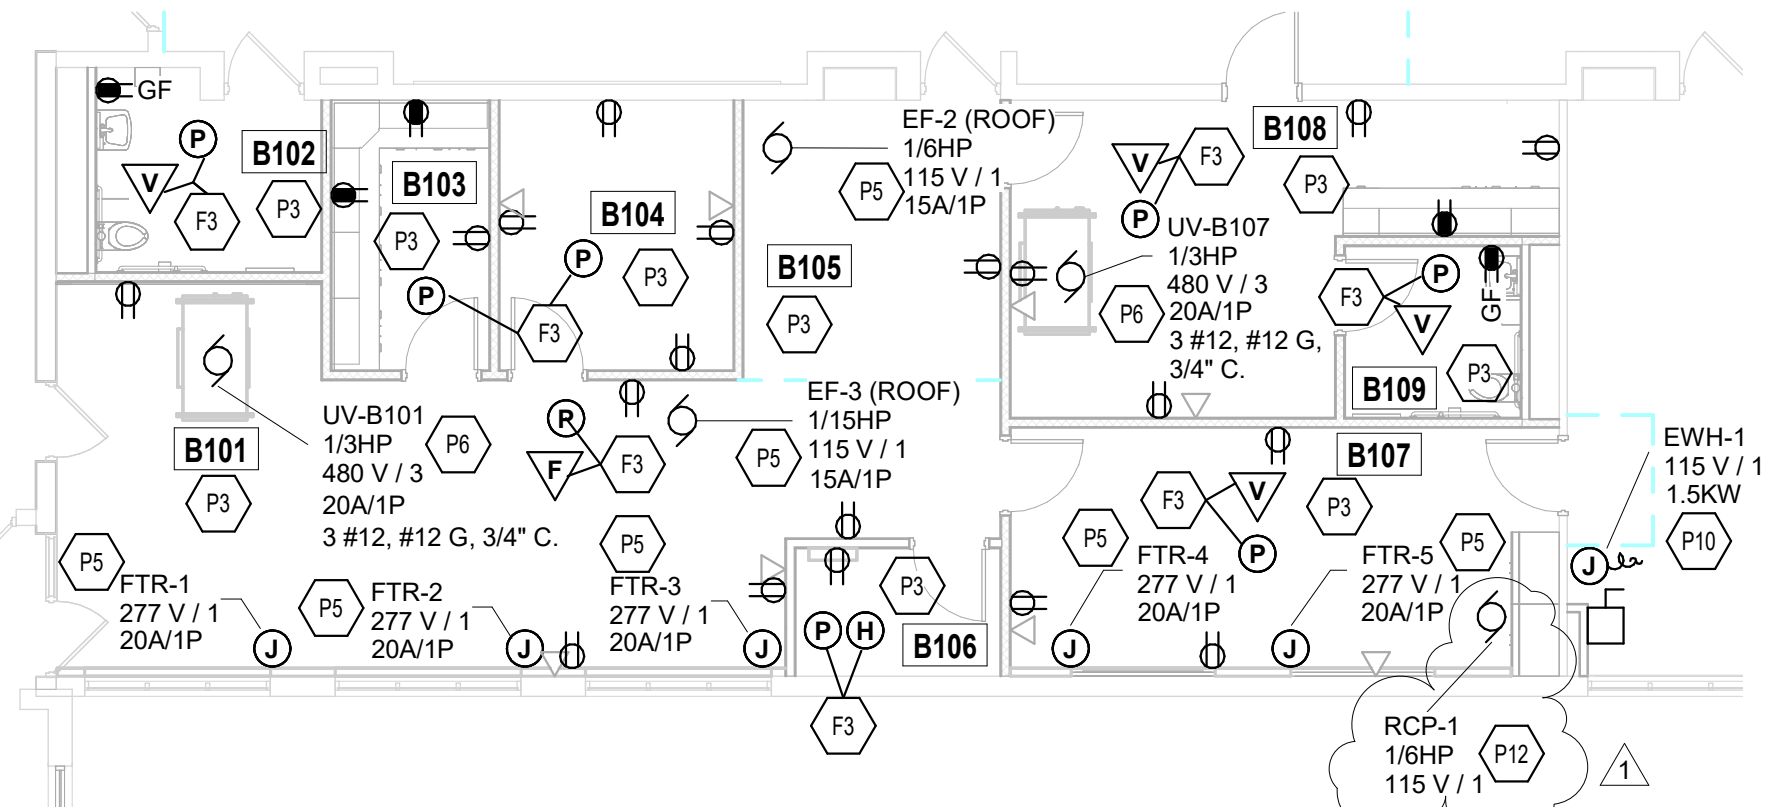 GF
P
B102
V
F3
P3
B103
P3
P
B104
P3
P
F3
EF-2 (ROOF)
1/6HP
115 V / 1
15A/1P
P5
B105
P3
B108
V
F3
P3
P
UV-B107
1/3HP
480 V / 3
20A/1P
3 #12, #12 G,
3/4" C.
P6
F3
P
V
GF
P3
B109
UV-B101
1/3HP
480 V / 3
20A/1P
3 #12, #12 G, 3/4" C.
P6
B101
P3
R
F
F3
EF-3 (ROOF)
1/15HP
115 V / 1
15A/1P
P5
B107
F3
V
P3
P
EWH-1
115 V / 1
1.5KW
P10
J
P5
FTR-1
277 V / 1
20A/1P
J
P5
FTR-2
277 V / 1
20A/1P
J
P5
FTR-3
277 V / 1
20A/1P
J
P3
P
H
B106
F3
P5
FTR-4
277 V / 1
20A/1P
J
P5
FTR-5
277 V / 1
20A/1P
J
RCP-1
1/6HP
115 V / 1
P12
1